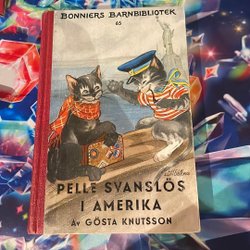 BONNIERS BARNBIBLIOTEK
65
PELLE SVANSLÖS
I AMERIKA
AV GÖSTA KNUTSSON